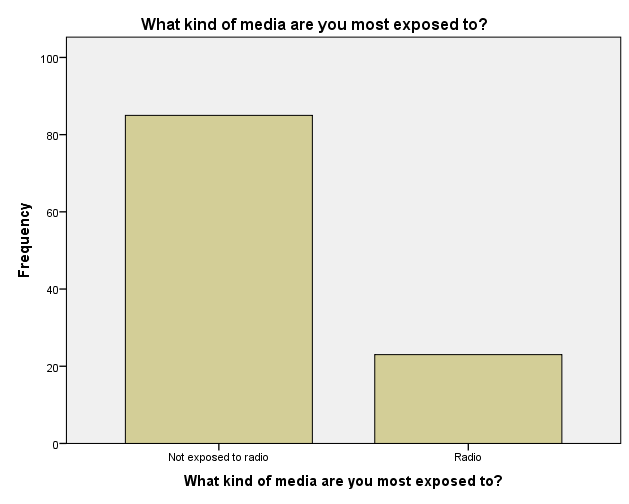 What kind of media are you most exposed to?
100
80
60
40
20
0
Frequency
Not exposed to radio
Radio
What kind of media are you most exposed to?